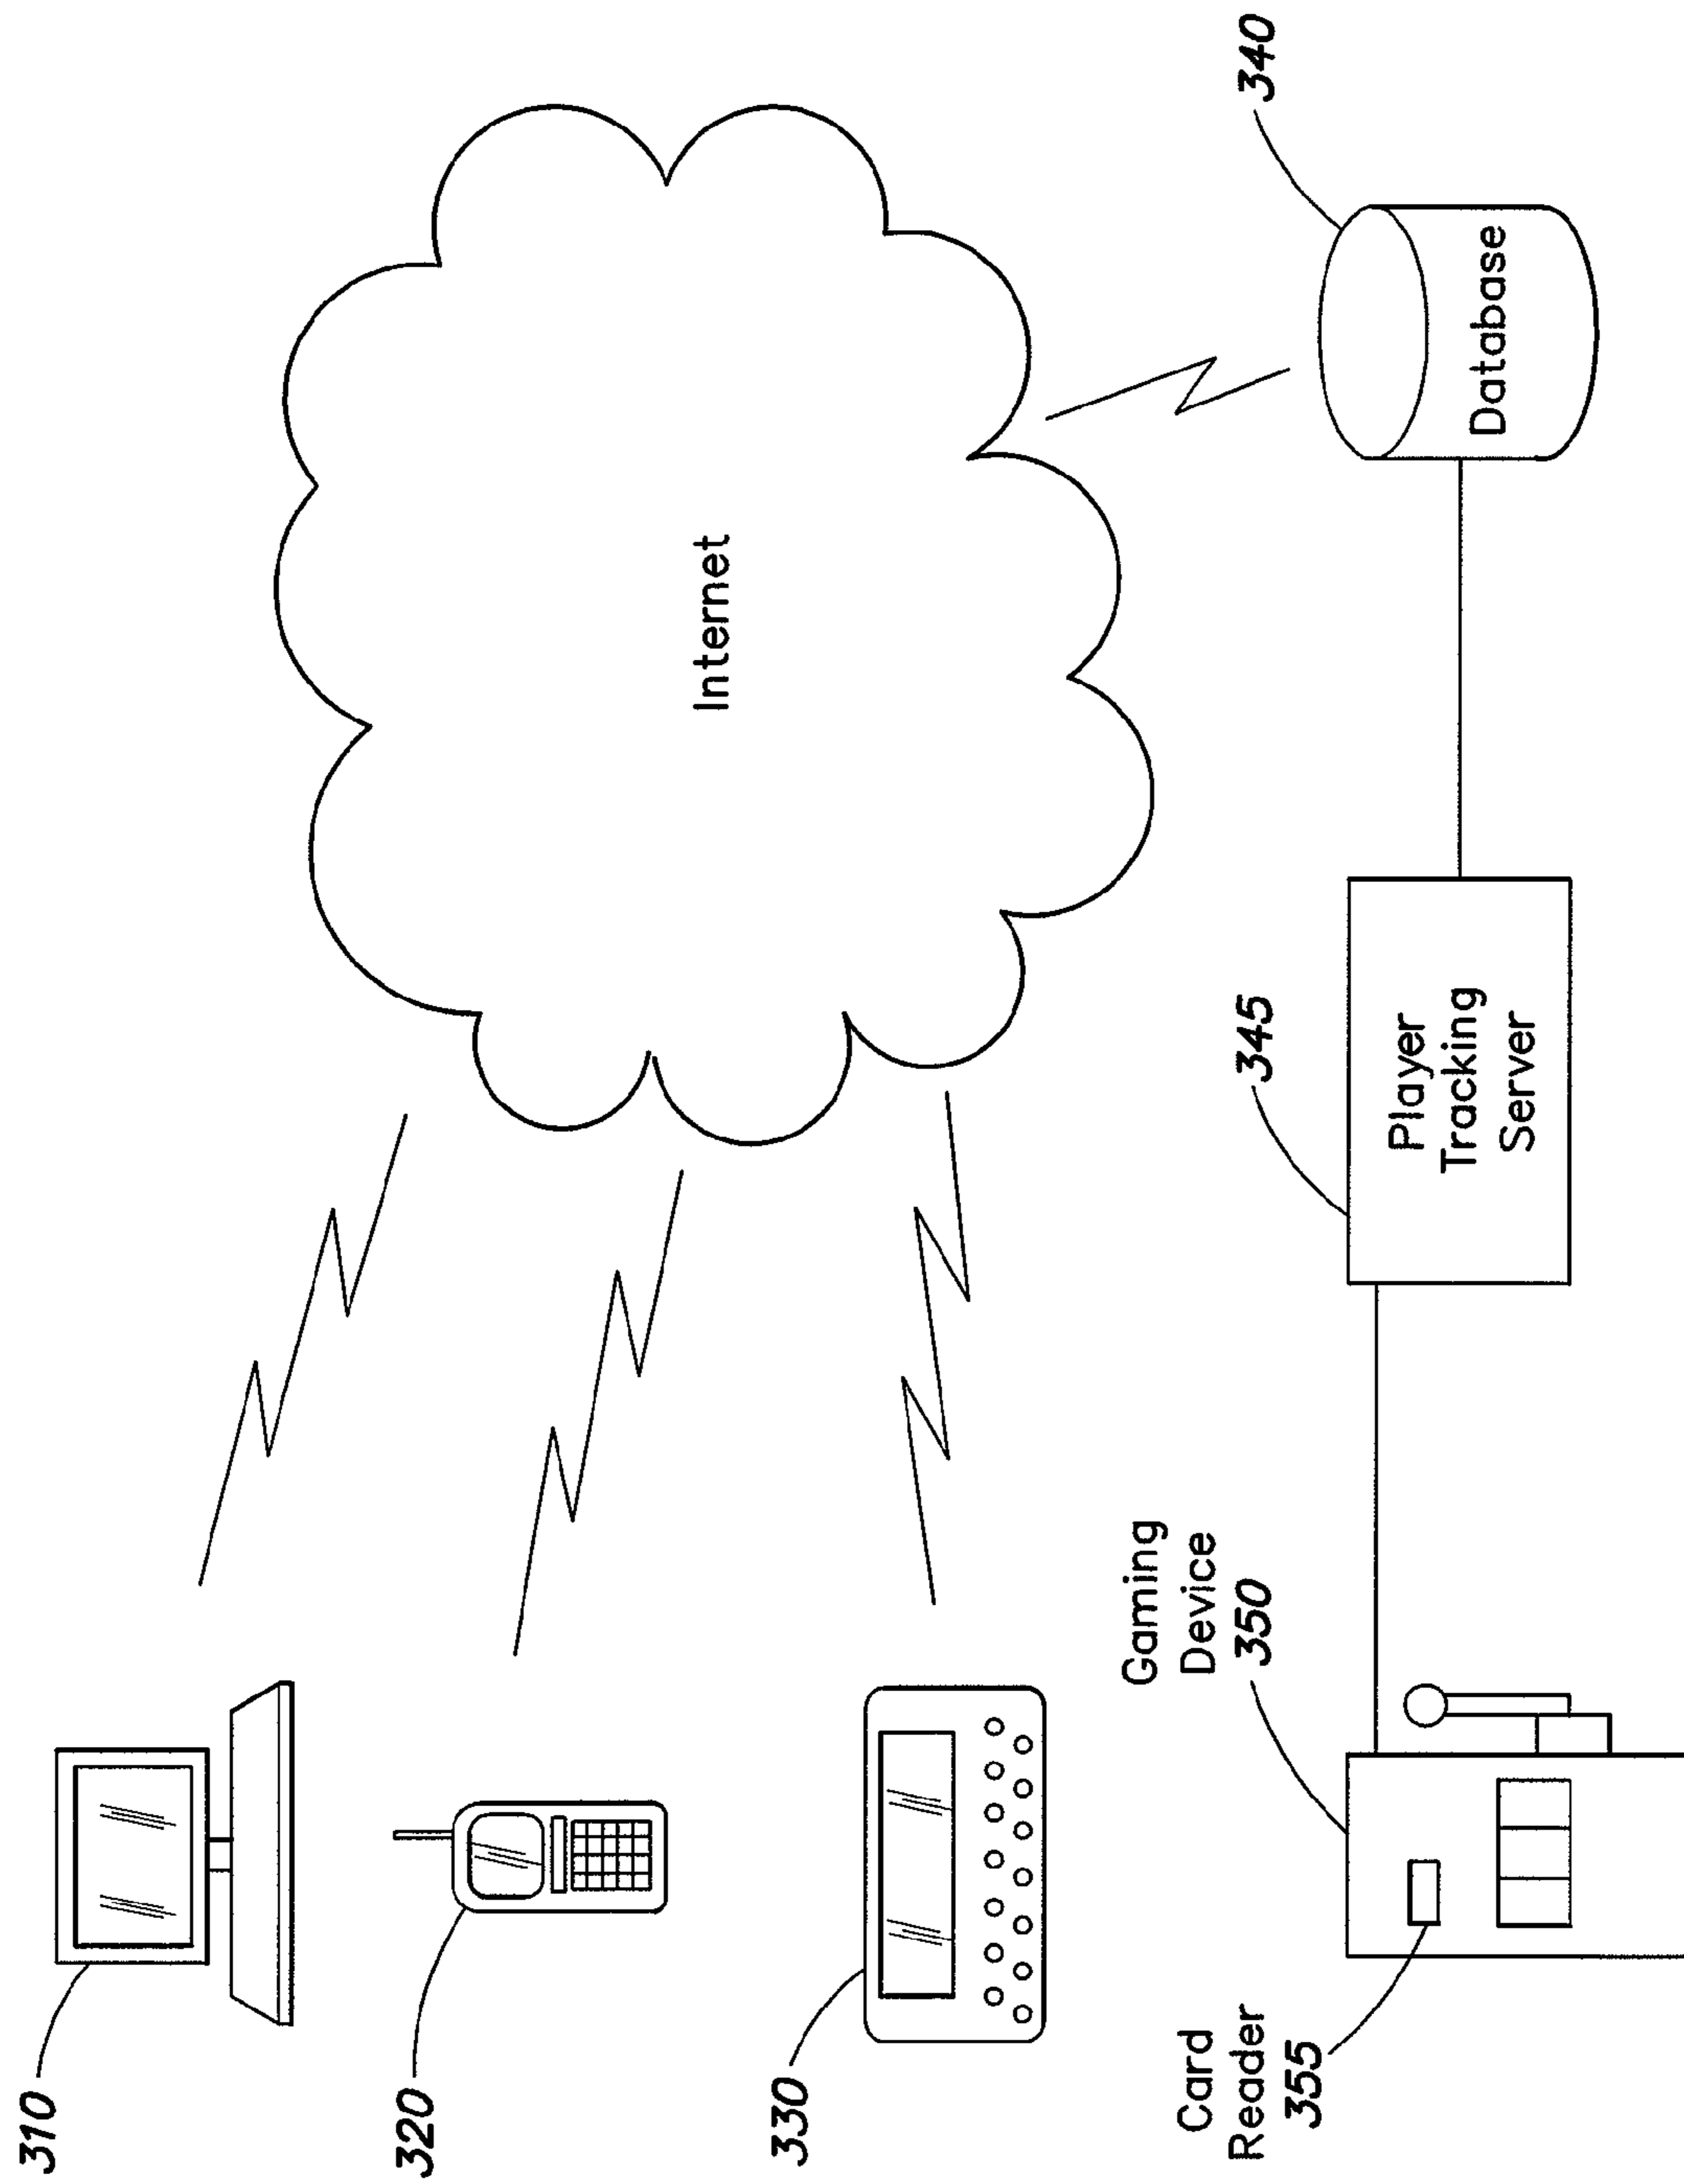 310
320
330
Internet
Card
Reader
355
Gaming
Device
350
345
Player
Tracking
Server
340
Database